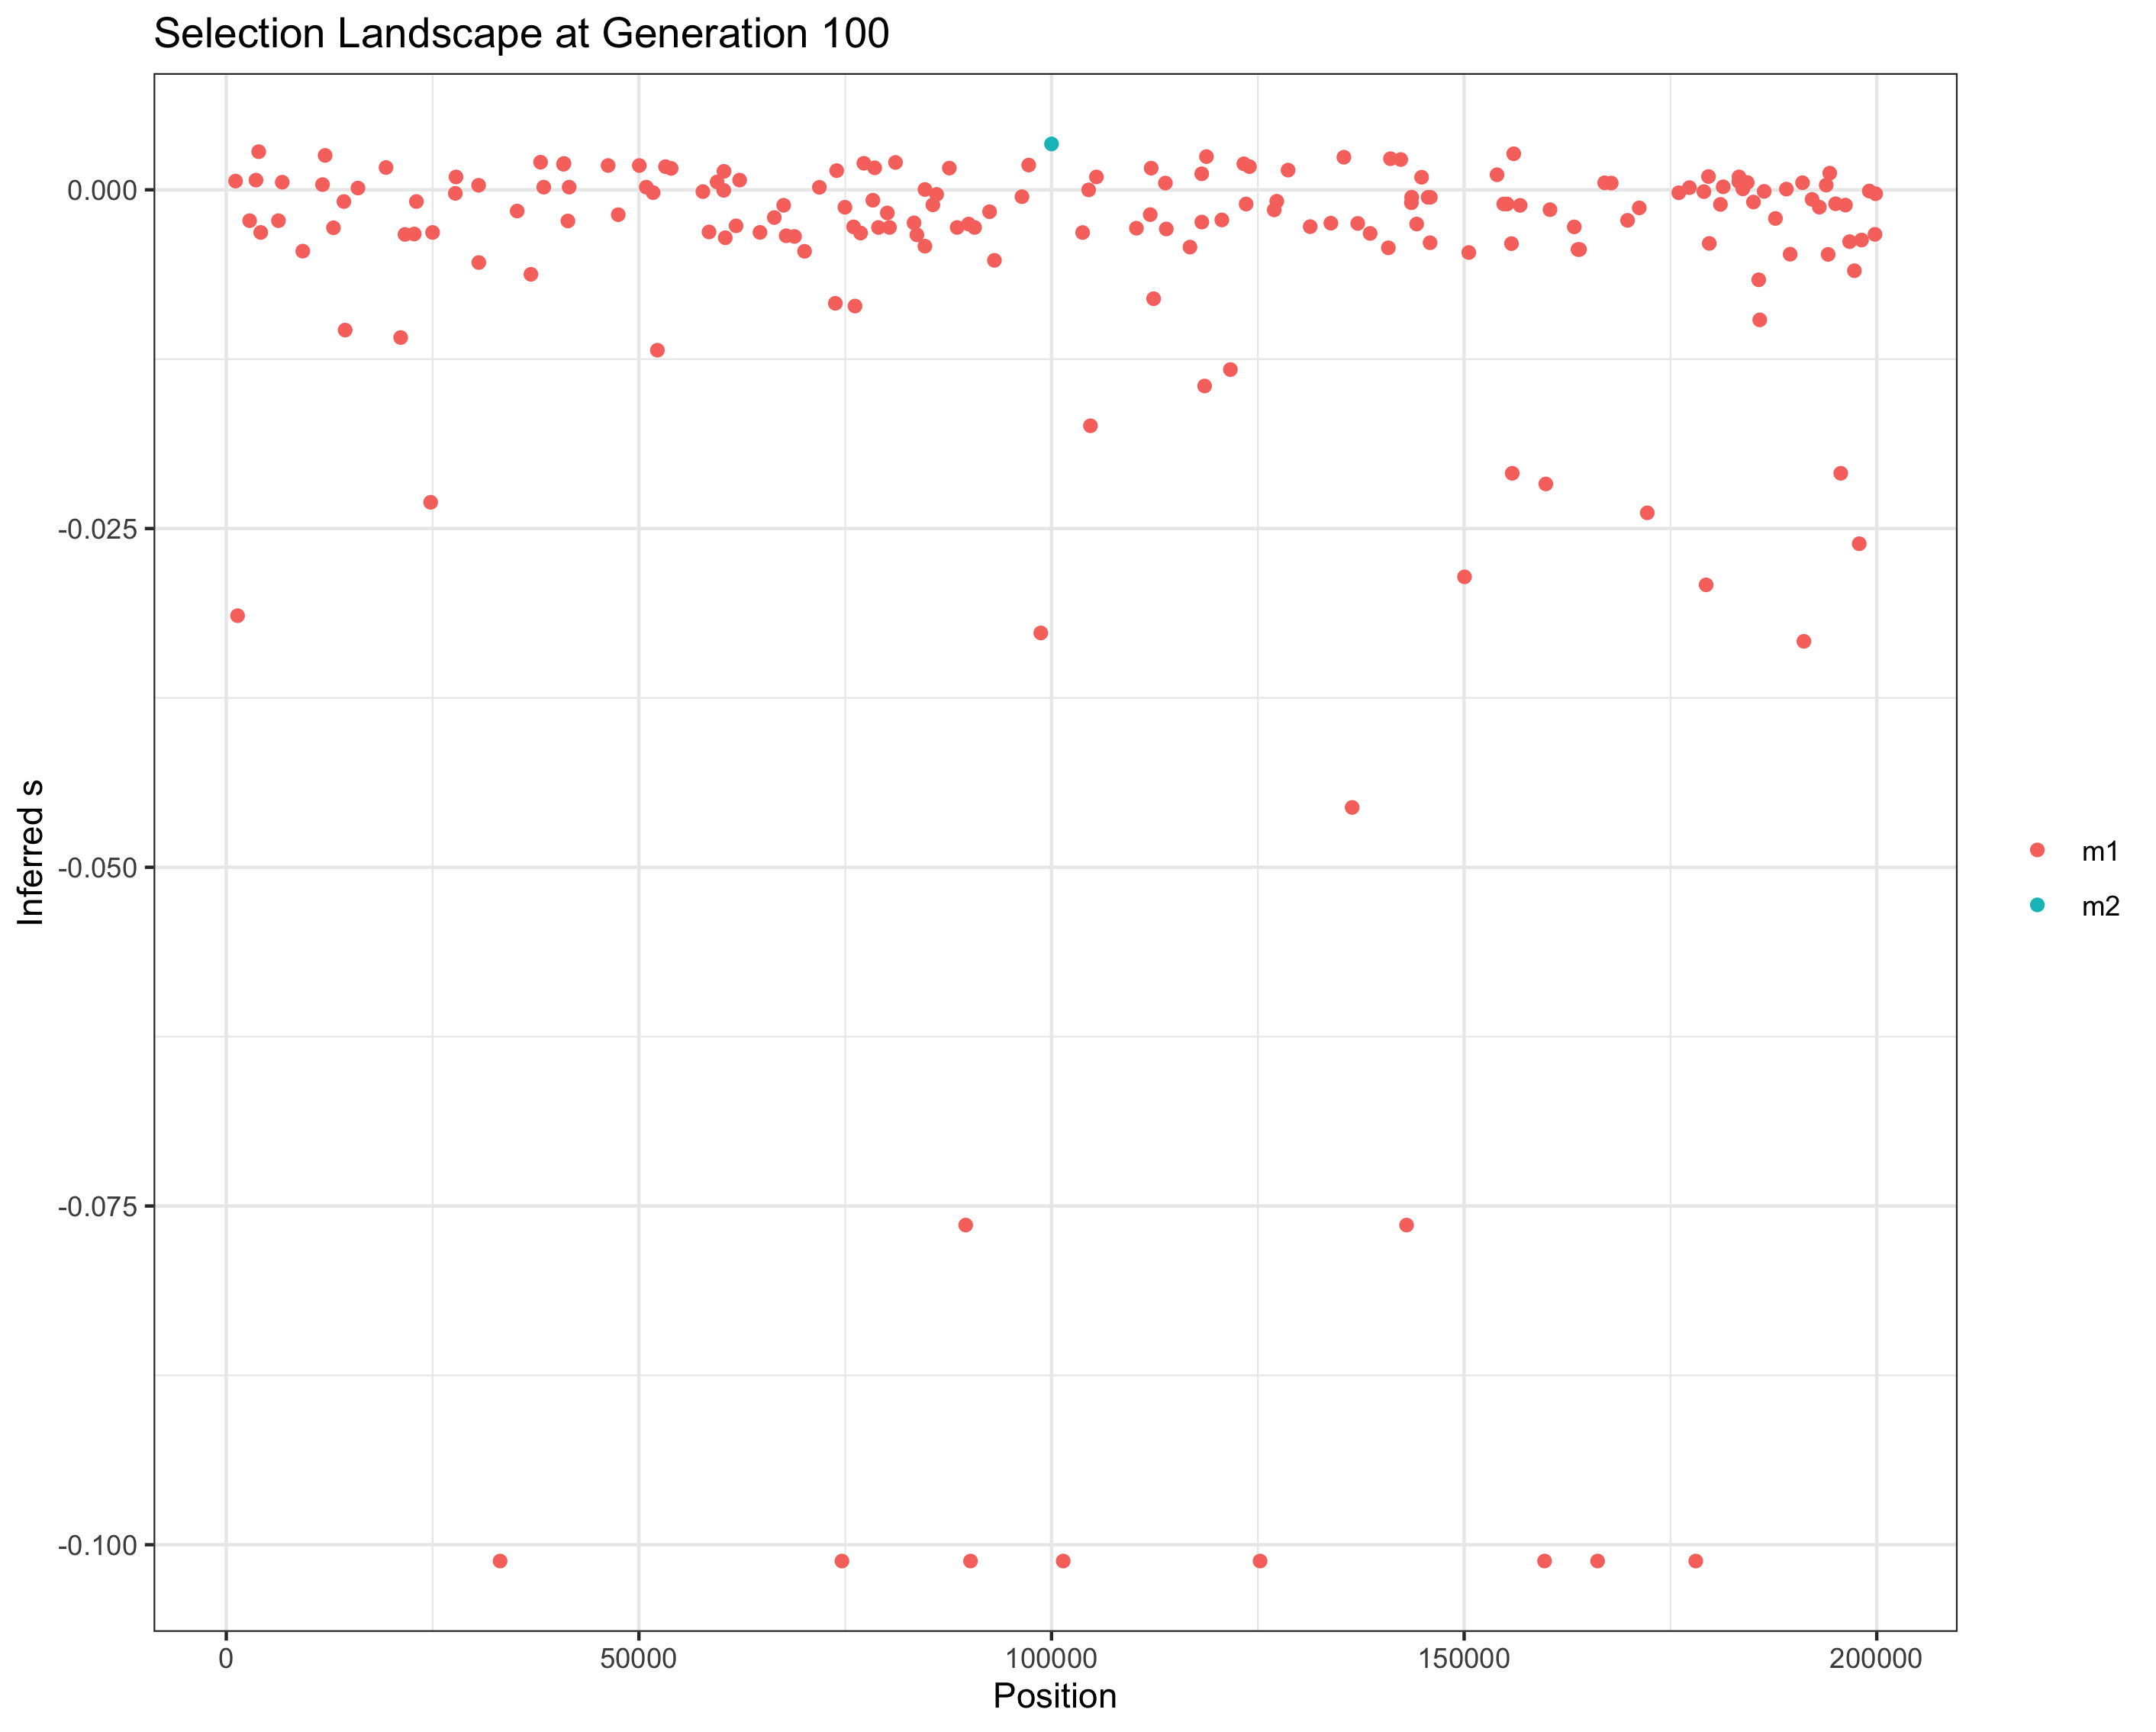 Selection Landscape at Generation 100
0.000
-0.025
-0.050
-0.075
-0.100
Inferred s
0 50000 100000 150000 200000
Position
m1
m2